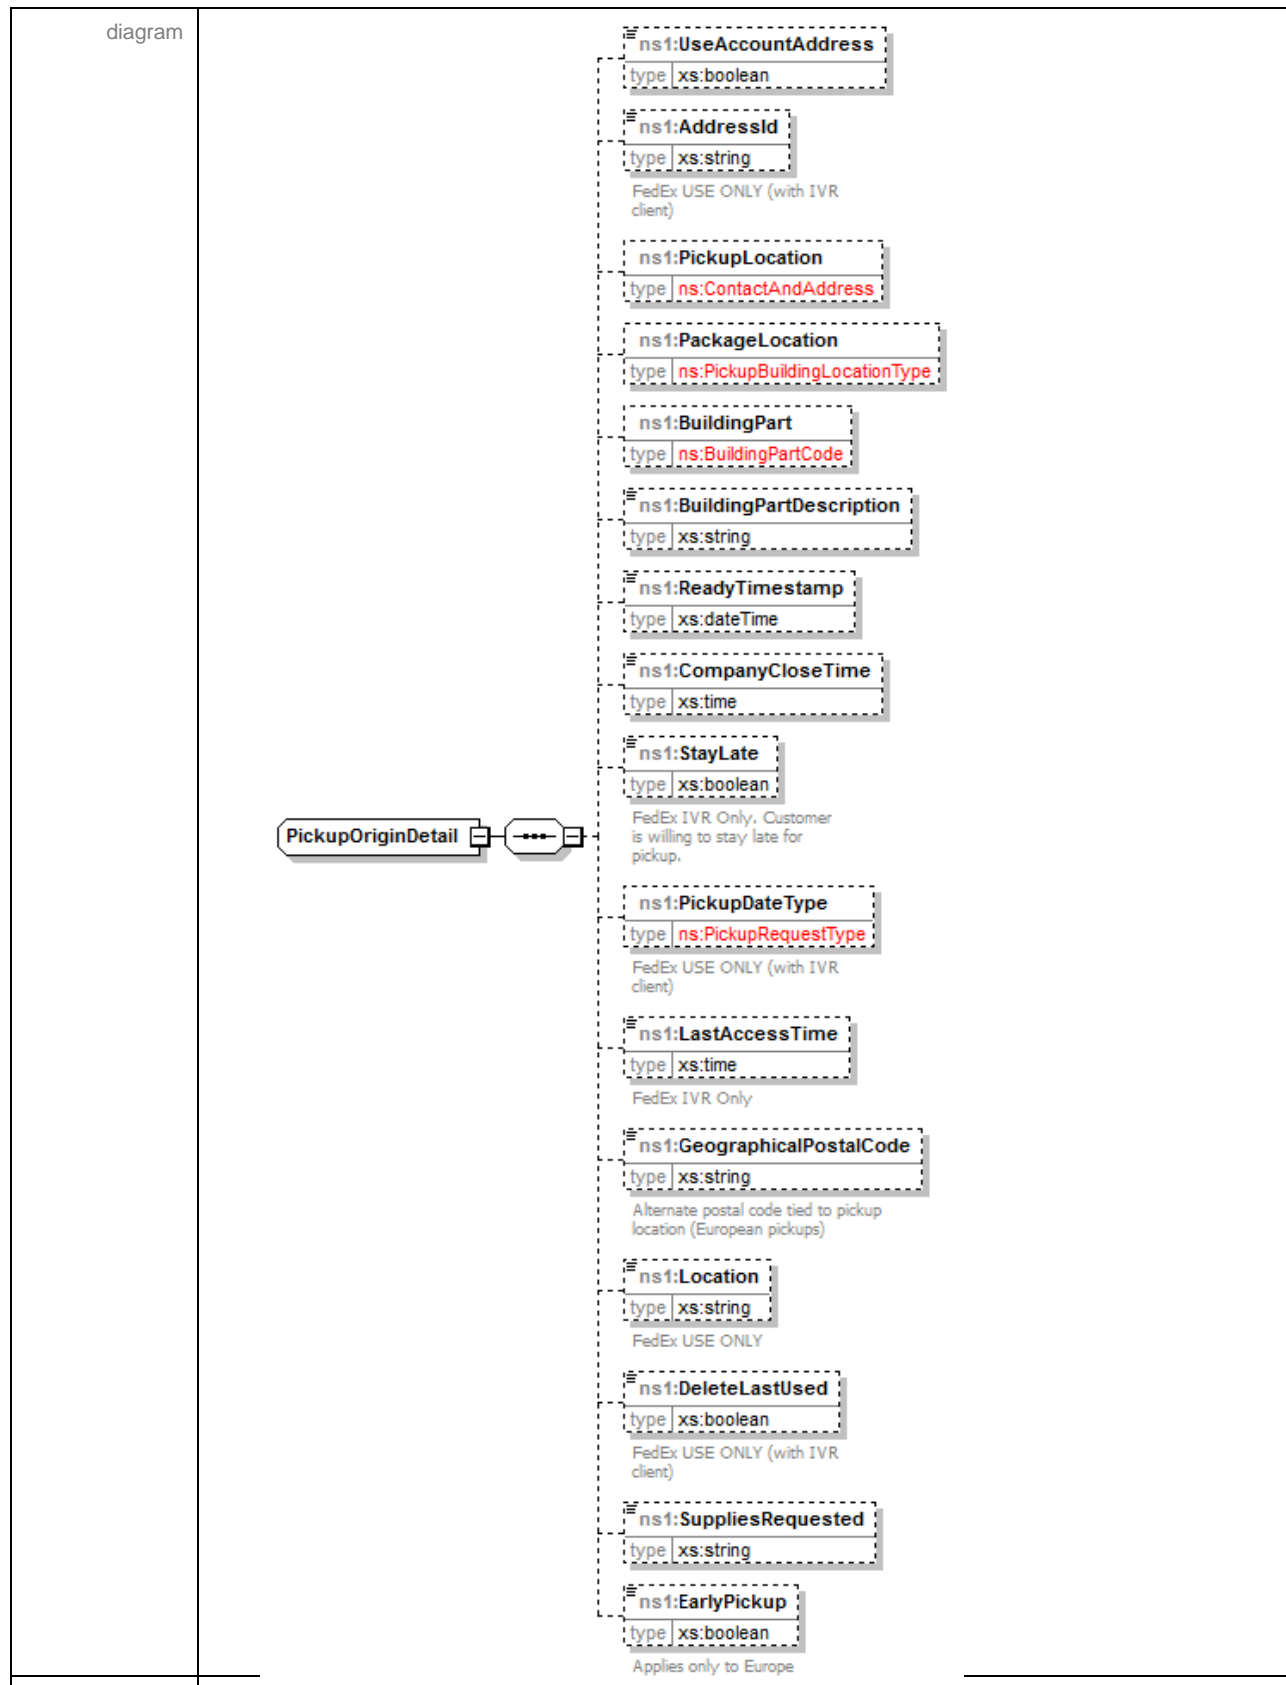 diagram
ns1:UseAccountAddress
type xs:boolean
ns1:AddressId
type xs:string
FedEx USE ONLY (with IVR
client)
ns1:PickupLocation
type ns:ContactAndAddress
ns1:PackageLocation
type ns:PickupBuildingLocationType
ns1:BuildingPart
type ns:BuildingPartCode
ns1:BuildingPartDescription
type xs:string
ns1:ReadyTimestamp
type xs:dateTime
ns1:CompanyCloseTime
type xs:time
ns1:StayLate
type xs:boolean
FedEx IVR Only. Customer
is willing to stay late for
pickup.
PickupOriginDetail
ns1:PickupDateType
type ns:PickupRequestType
FedEx USE ONLY (with IVR
client)
ns1:LastAccessTime
type xs:time
FedEx IVR Only
ns1:GeographicalPostalCode
type xs:string
Alternate postal code tied to pickup
location (European pickups)
ns1:Location
type xs:string
FedEx USE ONLY
ns1:DeleteLastUsed
type xs:boolean
FedEx USE ONLY (with IVR
client)
ns1:SuppliesRequested
type xs:string
ns1:EarlyPickup
type xs:boolean
Applies only to Europe